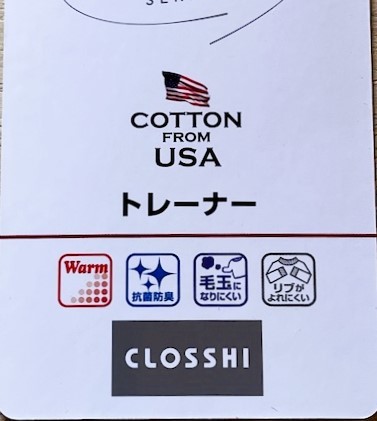 COTTON
FROM
USA
トレーナー
Warm
抗菌防臭
毛玉に
なりにくい
リブが
よれにくい
CLOSSHI